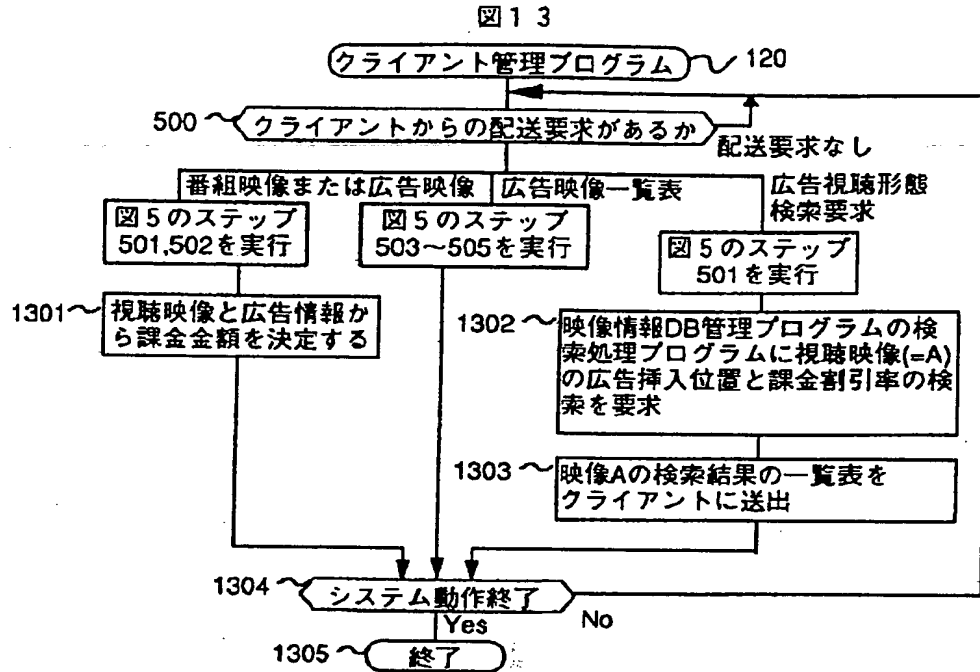 図13
クライアント管理プログラム
120
500
クライアントからの配送要求があるか
配送要求なし
番組映像または広告映像
広告映像一覧表
広告視聴形態
検索要求
図5のステップ
501,502を実行
図5のステップ
503~505を実行
図5のステップ
501を実行
1301
視聴映像と広告情報か
ら課金金額を決定する
1302
映像情報DB管理プログラムの検
索処理プログラムに視聴映像(=A)
の広告挿入位置と課金割引率の検
索を要求
1303
映像Aの検索結果の一覧表を
クライアントに送出
1304
システム動作終了
Yes
No
1305
終了